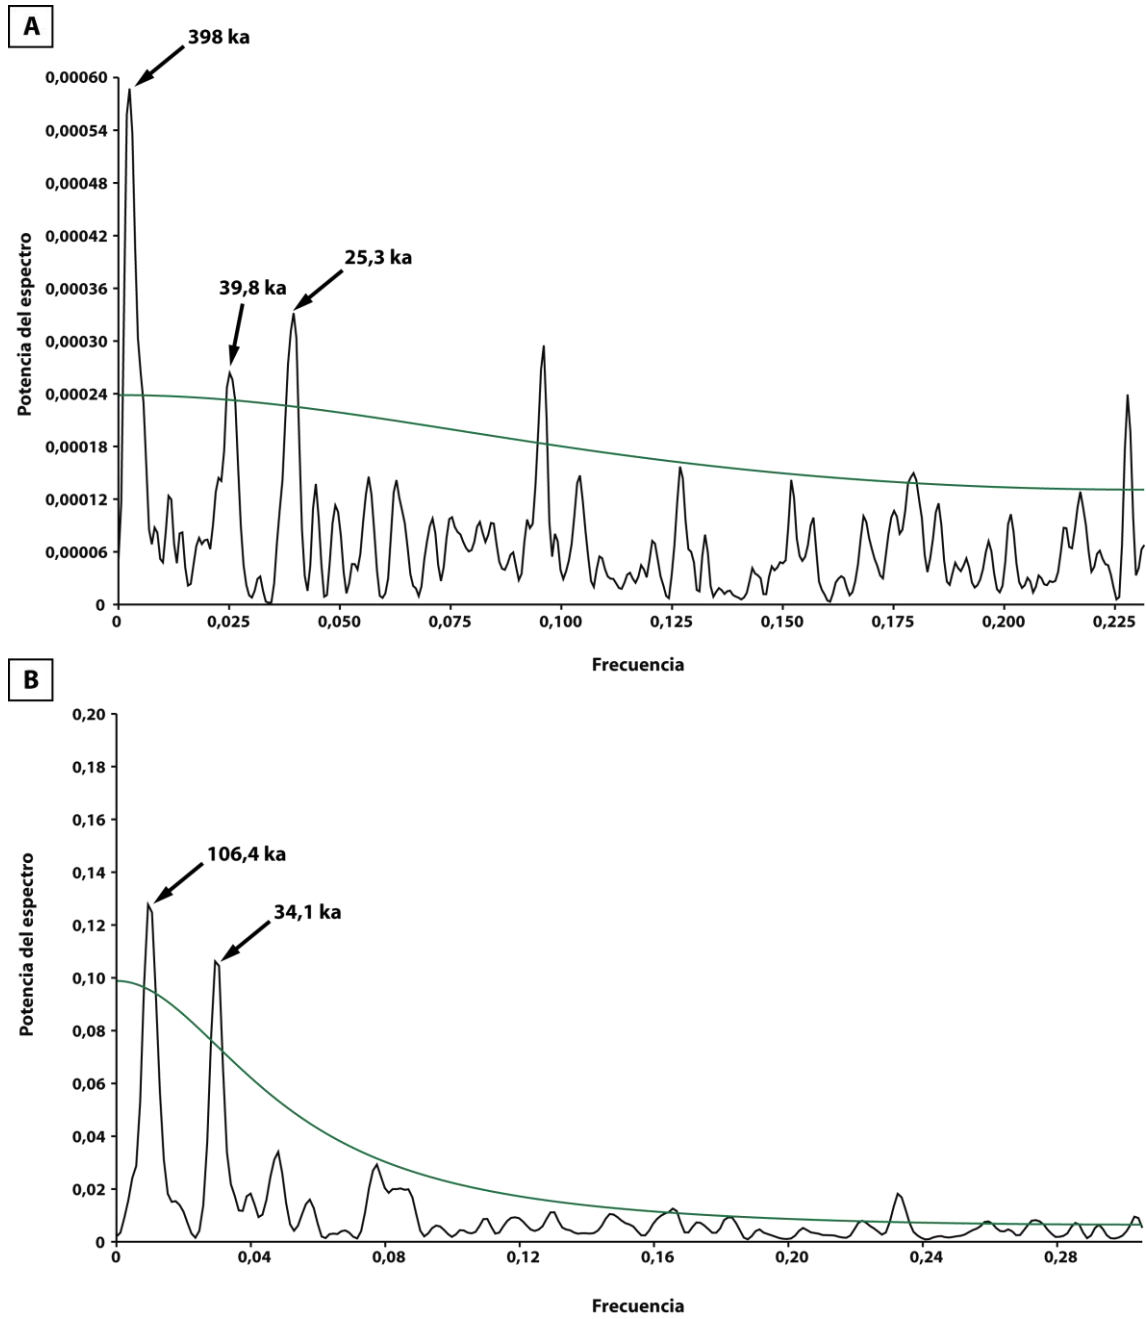 A
398 ka
0,00060
0,00054
0,00048
0,00042
0,00036
0,00030
0,00024
0,00018
0,00012
0,00006
0
Potencia del espectro
39,8 ka
25,3 ka
0 0,025 0,050 0,075 0,100 0,125 0,150 0,175 0,200 0,225
Frecuencia
B
0,20
0,18
0,16
0,14
0,12
0,10
0,08
0,06
0,04
0,02
0
Potencia del espectro
106,4 ka
34,1 ka
0 0,04 0,08 0,12 0,16 0,20 0,24 0,28
Frecuencia